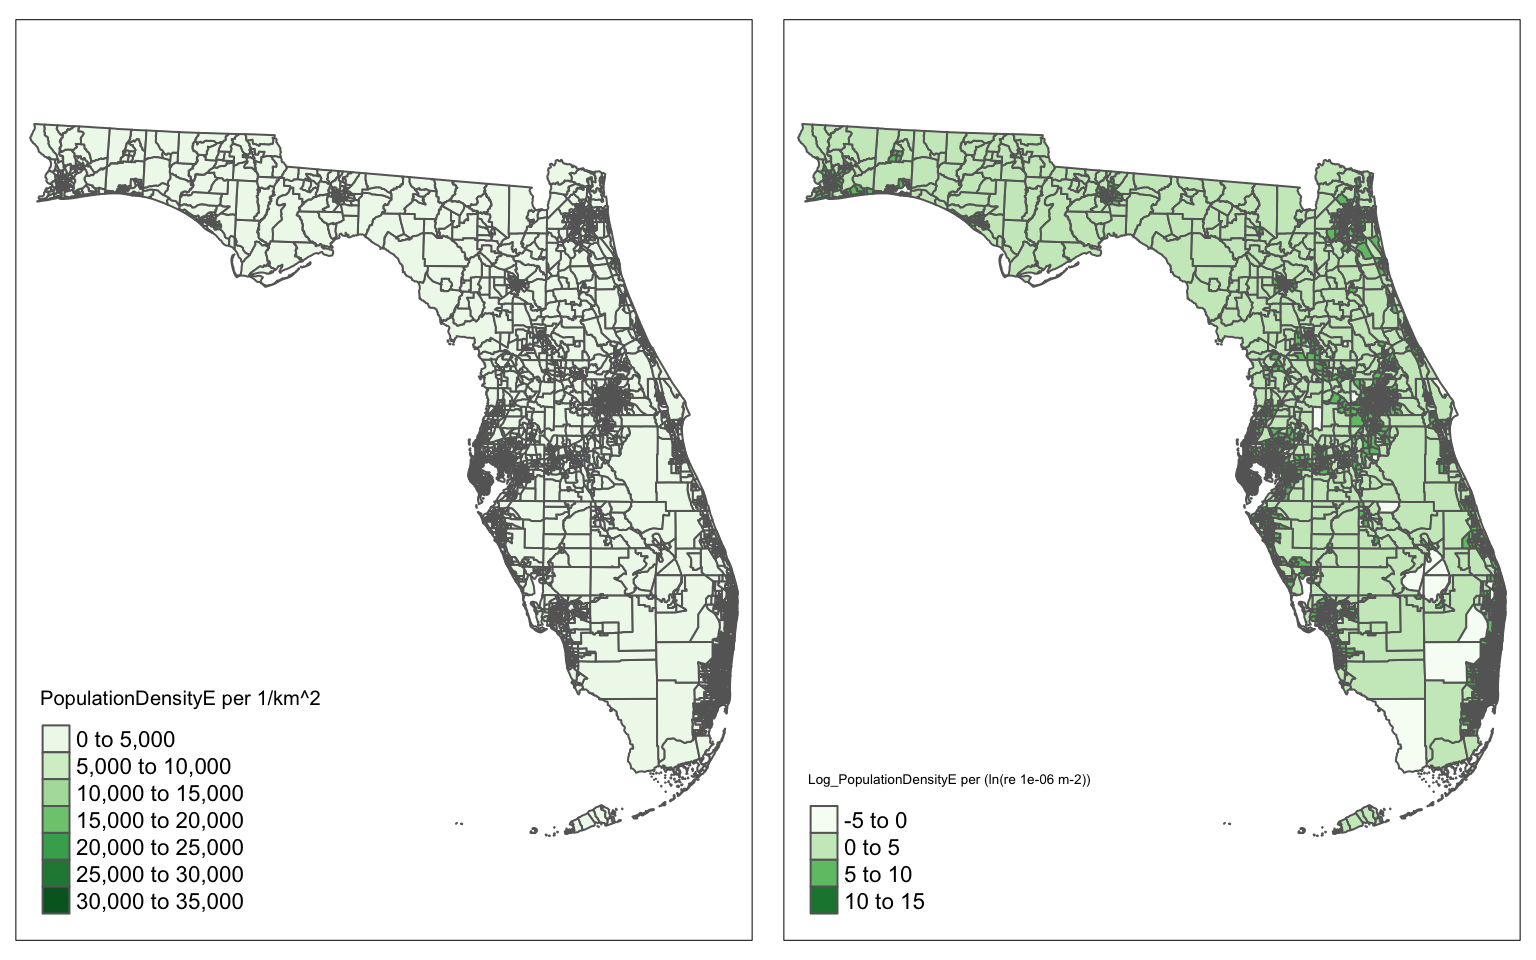 PopulationDensityE per 1/km^2
0 to 5,000
5,000 to 10,000
10,000 to 15,000
15,000 to 20,000
20,000 to 25,000
25,000 to 30,000
30,000 to 35,000
Log_PopulationDensityE per (ln(re 1e-06 m-2))
-5 to 0
0 to 5
5 to 10
10 to 15